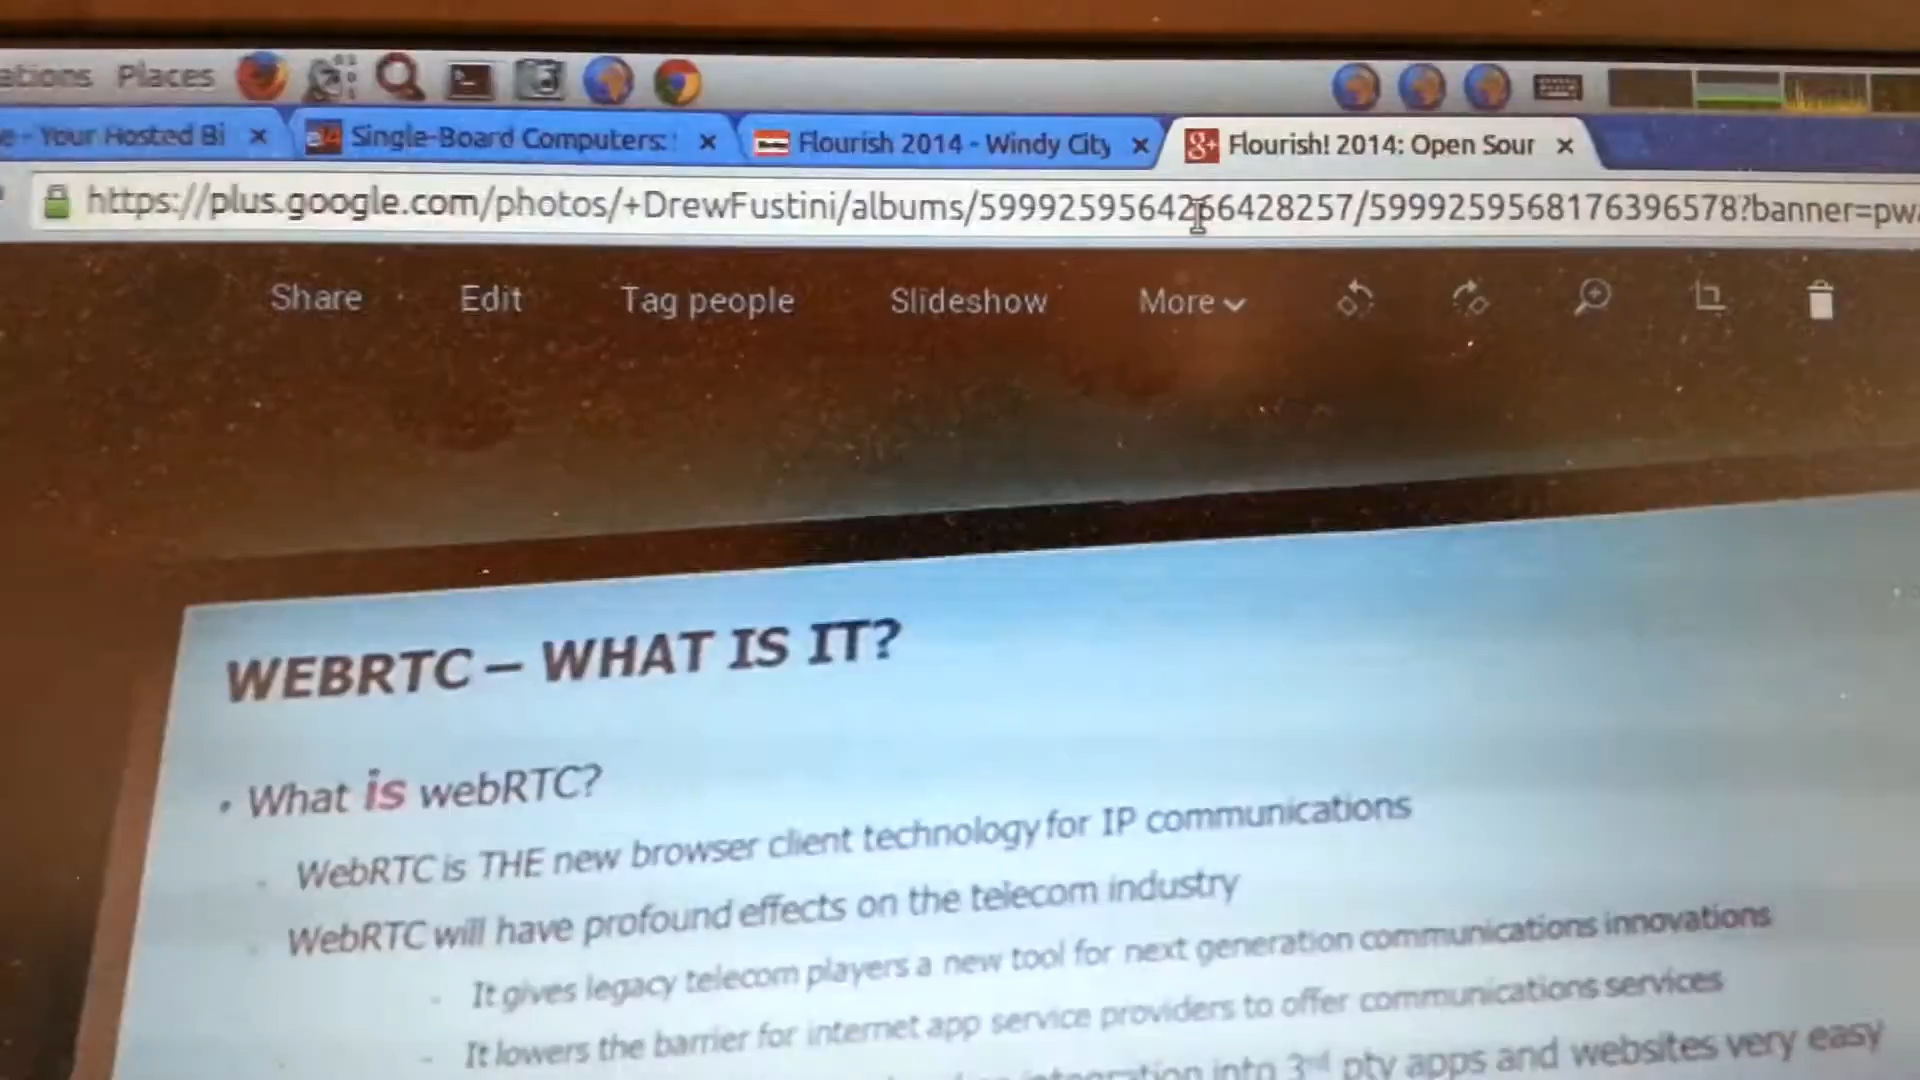 ations Places
e - Your Hosted Bi × Single-Board Computers: × Flourish 2014 - Windy City × Flourish! 2014: Open Sour ×
https://plus.google.com/photos/+DrewFustini/albums/5999259564266428257/5999259568176396578?banner=pw
Share Edit Tag people Slideshow More
WEBRTC – WHAT IS IT?
• What is webRTC?
- WebRTC is THE new browser client technology for IP communications
- WebRTC will have profound effects on the telecom industry
- It gives legacy telecom players a new tool for next generation communications innovations
- It lowers the barrier for internet app service providers to offer communications services
integration into 3rd pty apps and websites very easy